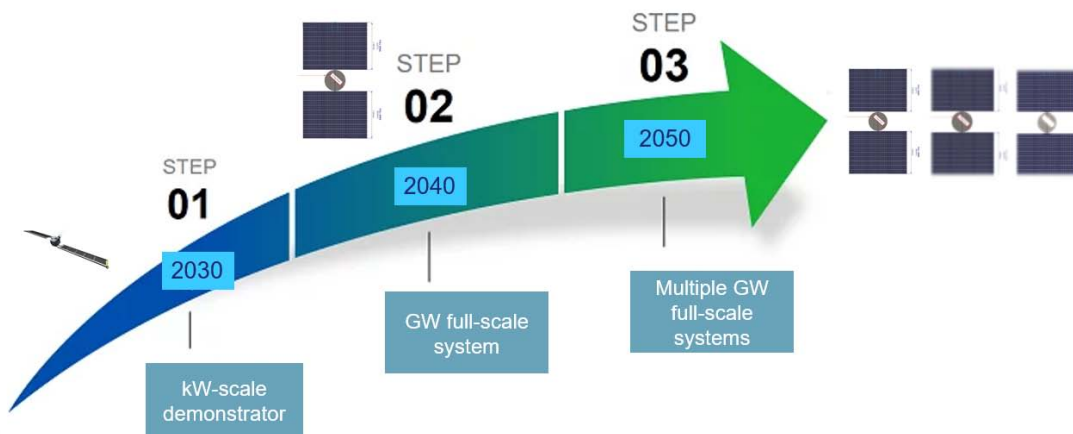 STEP
01
2030
kW-scale
demonstrator
STEP
02
2040
GW full-scale
system
STEP
03
2050
Multiple GW
full-scale
systems